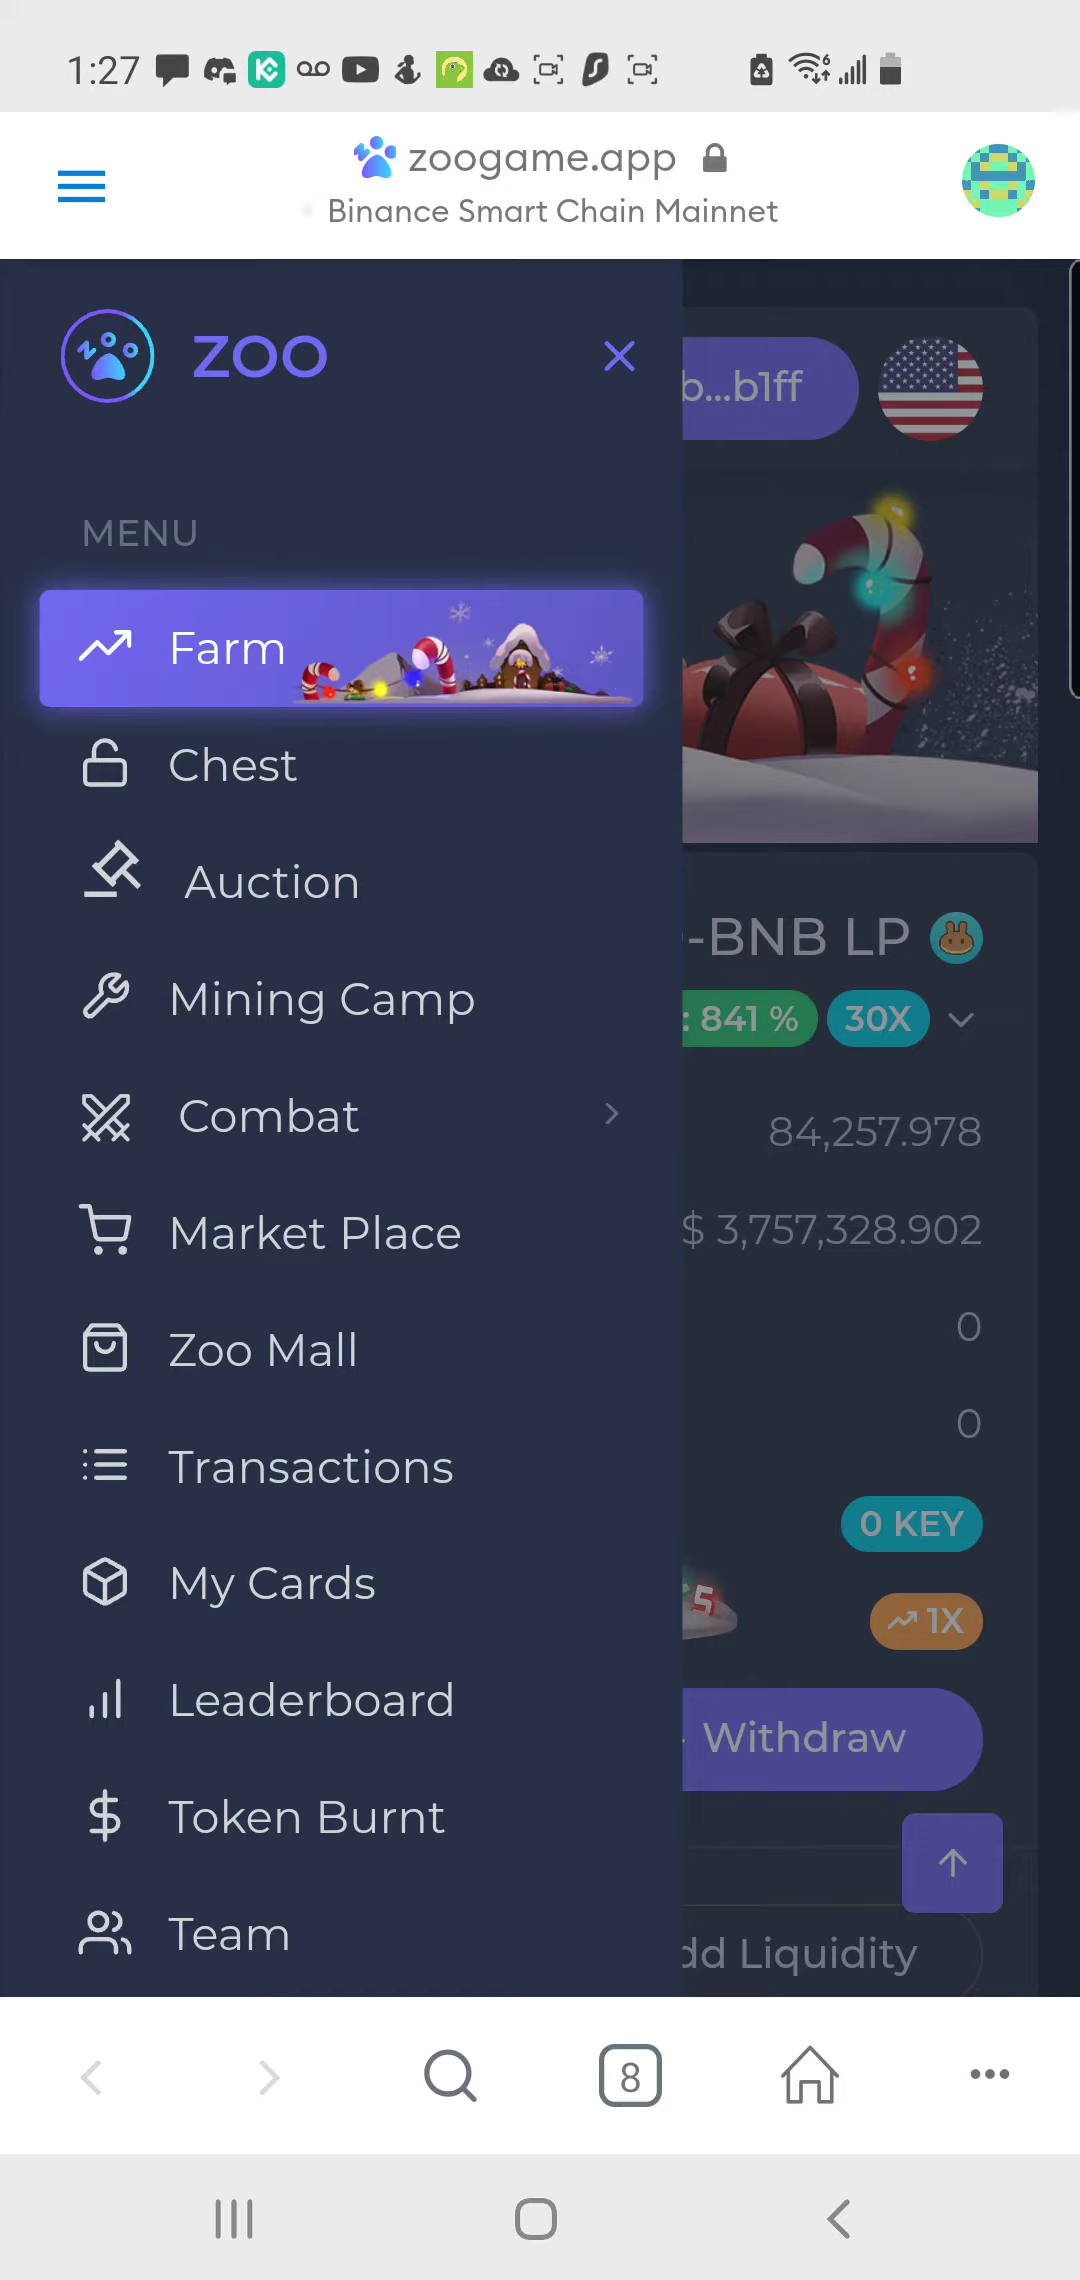 1:27
zoogame.app
Binance Smart Chain Mainnet
ZOO
b...b1ff
MENU
Farm
Chest
Auction
-BNB LP
: 841 %
30X
Mining Camp
Combat
84,257.978
Market Place
$ 3,757,328.902
Zoo Mall
0
Transactions
0
0 KEY
My Cards
5
1X
Leaderboard
Withdraw
Token Burnt
Team
dd Liquidity
8